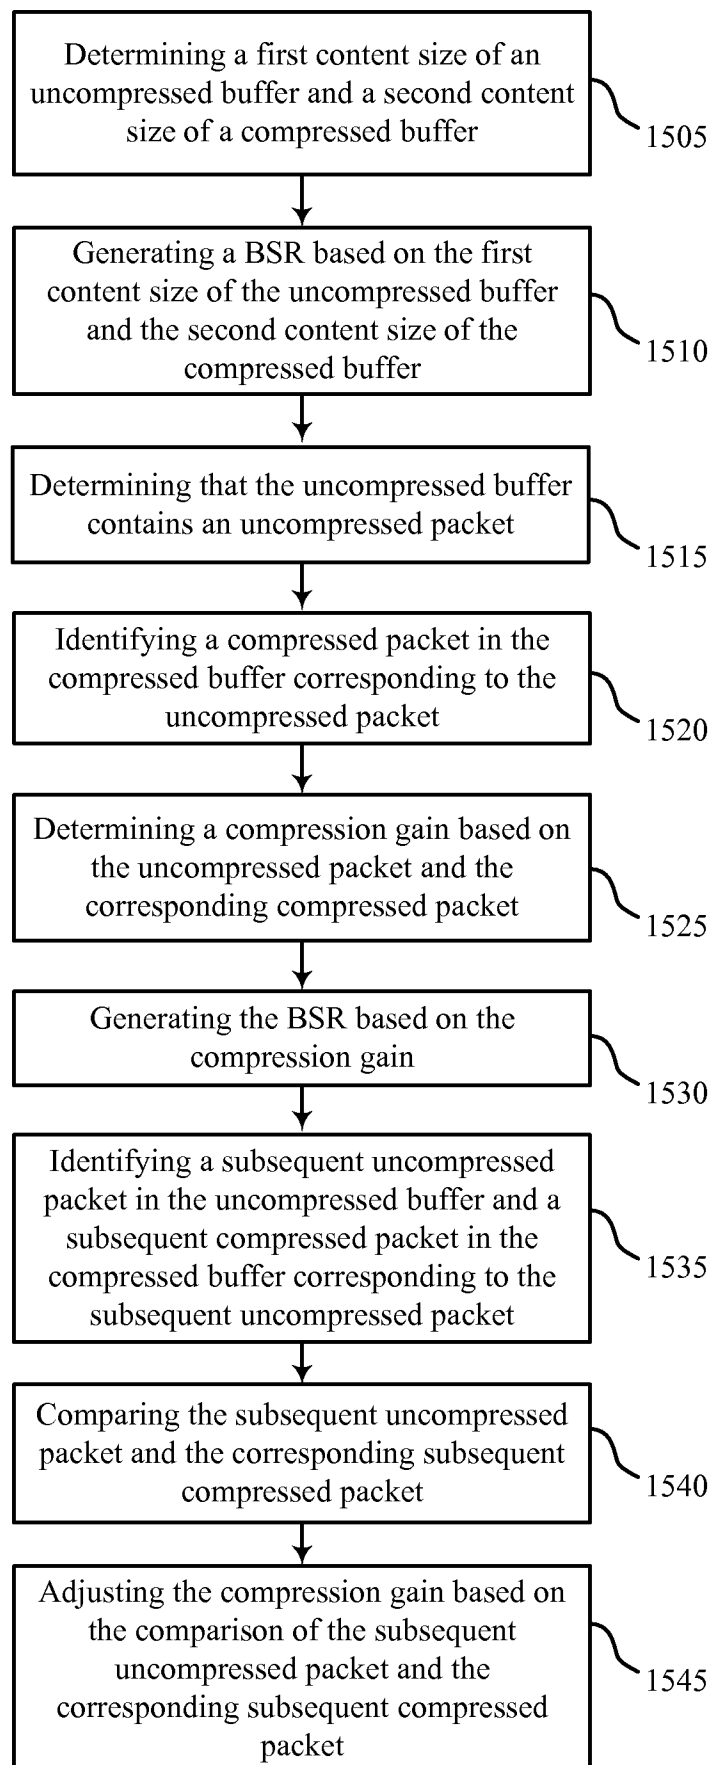 Determining a first content size of an
uncompressed buffer and a second content
size of a compressed buffer
1505
Generating a BSR based on the first
content size of the uncompressed buffer
and the second content size of the
compressed buffer
1510
Determining that the uncompressed buffer
contains an uncompressed packet
1515
Identifying a compressed packet in the
compressed buffer corresponding to the
uncompressed packet
1520
Determining a compression gain based on
the uncompressed packet and the
corresponding compressed packet
1525
Generating the BSR based on the
compression gain
1530
Identifying a subsequent uncompressed
packet in the uncompressed buffer and a
subsequent compressed packet in the
compressed buffer corresponding to the
subsequent uncompressed packet
1535
Comparing the subsequent uncompressed
packet and the corresponding subsequent
compressed packet
1540
Adjusting the compression gain based on
the comparison of the subsequent
uncompressed packet and the
corresponding subsequent compressed
packet
1545